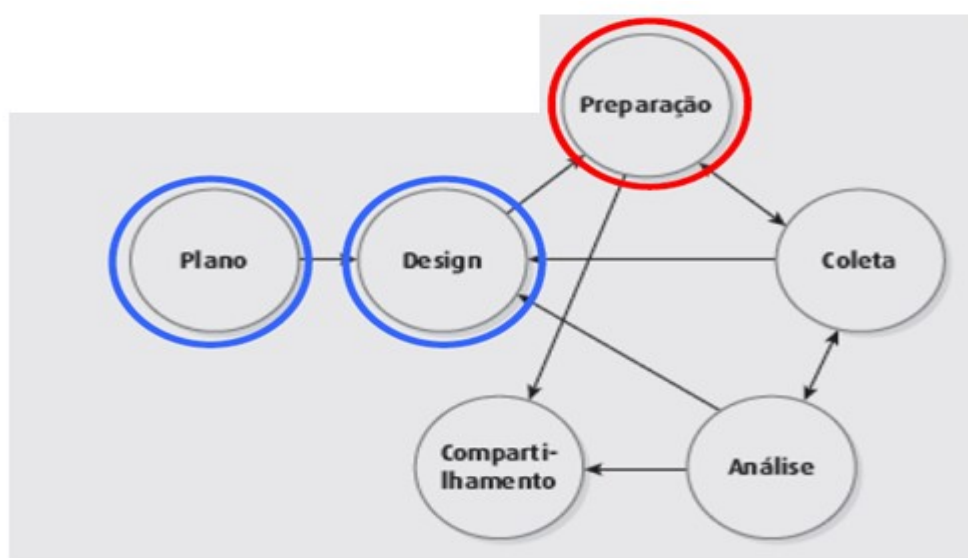 Preparação
Plano
Design
Coleta
Comparti-
lhamento
Análise